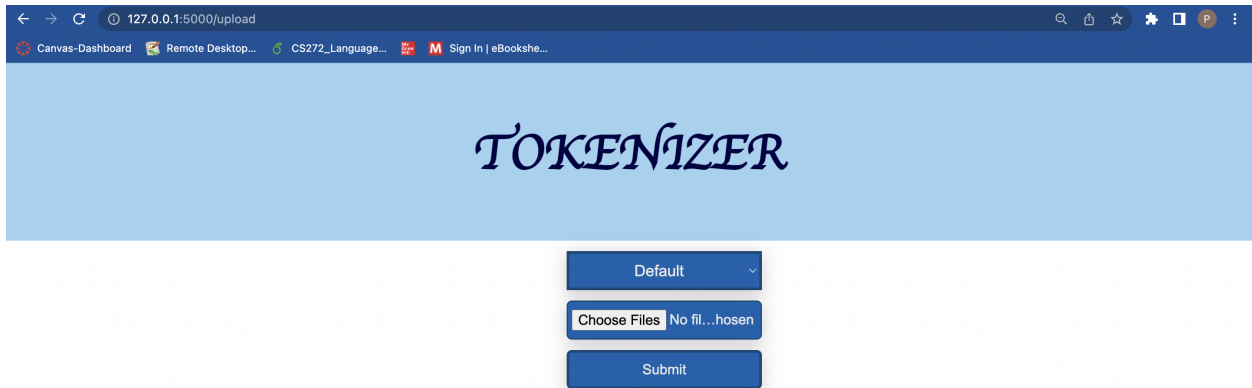 127.0.0.1:5000/upload
P
Canvas-Dashboard Remote Desktop... CS272_Language... M Sign In | eBookshe...
TOKENIZER
Default
Choose Files No fil...hosen
Submit